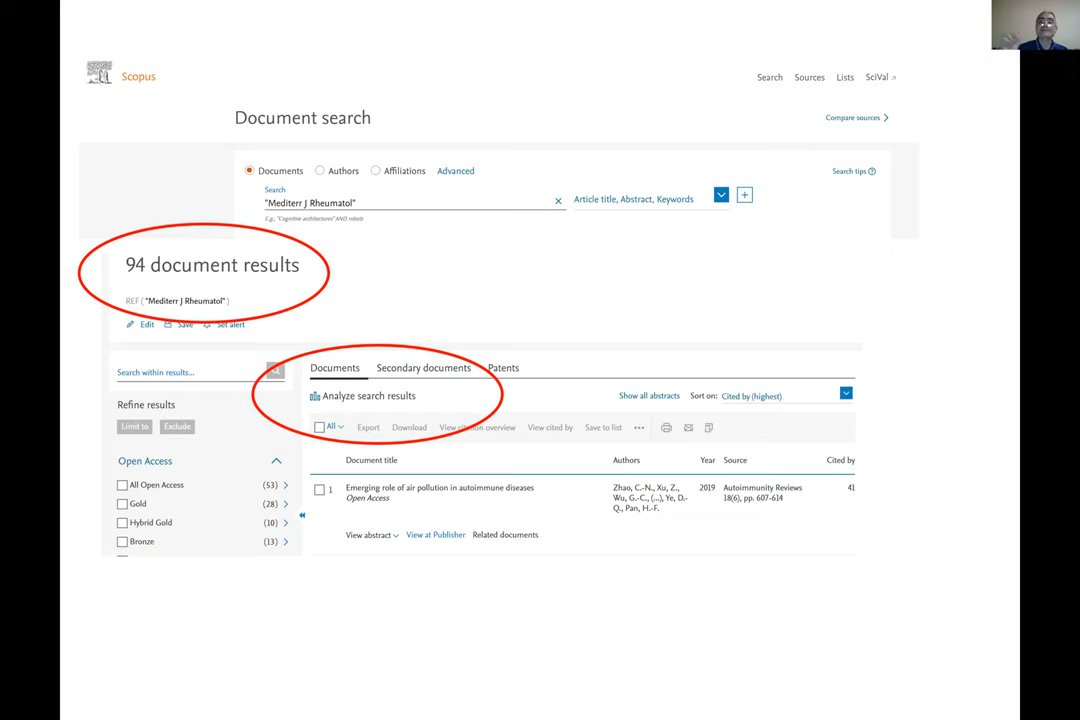 Scopus
Search Sources Lists SciVal
Document search
Compare sources
Documents Authors Affiliations Advanced
Search tips
Search
"Mediterr J Rheumatol"
Article title, Abstract, Keywords
E.g., "Cognitive architectures" AND robots
94 document results
REF ( "Mediterr J Rheumatol" )
Edit Save Set alert
Search within results...
Refine results
Limit to Exclude
Open Access
All Open Access (53)
Gold (28)
Hybrid Gold (10)
Bronze (13)
Documents Secondary documents Patents
Analyze search results
Show all abstracts Sort on: Cited by (highest)
All Export Download View citation overview View cited by Save to list
Document title Authors Year Source Cited by
1 Emerging role of air pollution in autoimmune diseases
Open Access
Zhao, C.-N., Xu, Z.,
Wu, G.-C., (...), Ye, D.-
Q., Pan, H.-F.
2019
Autoimmunity Reviews
18(6), pp. 607-614
41
View abstract View at Publisher Related documents